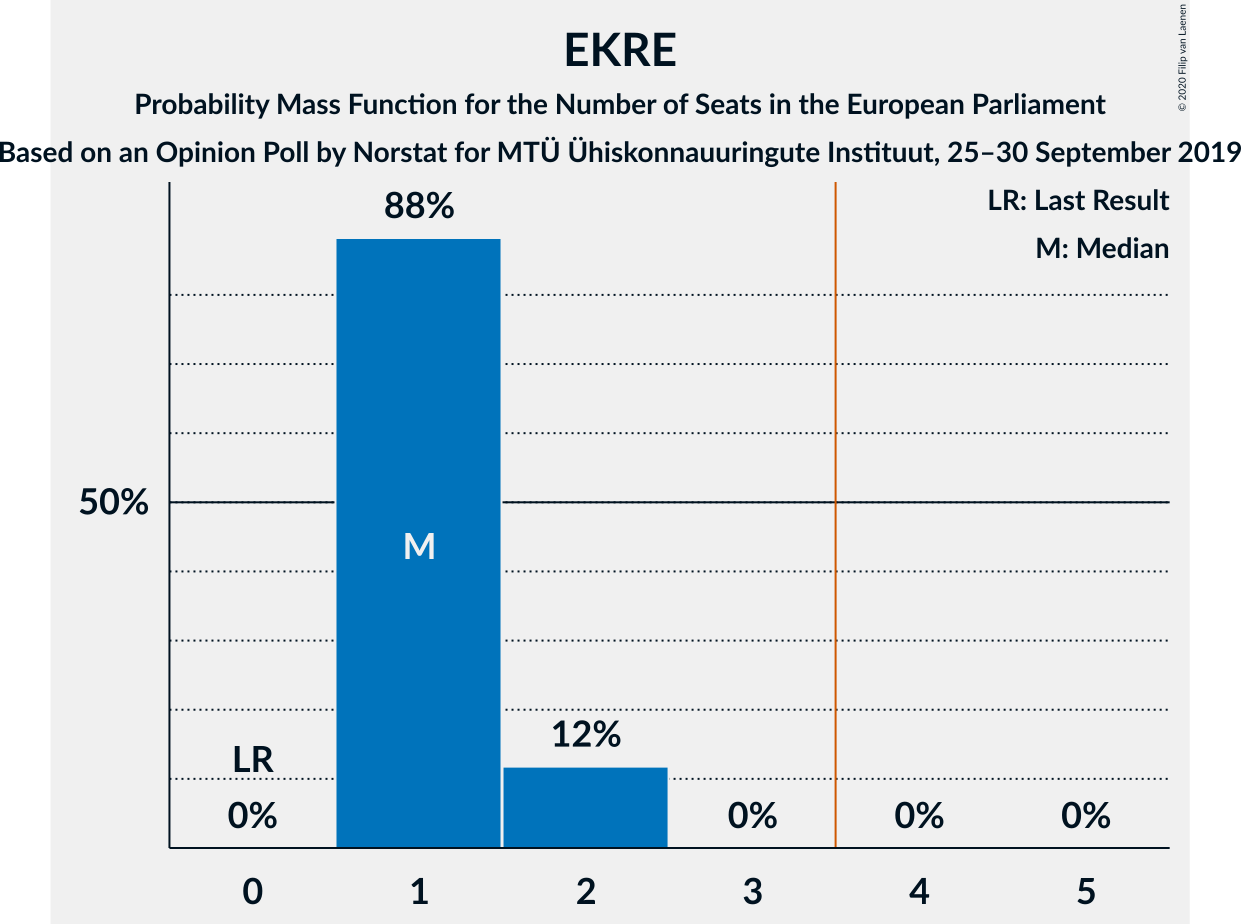 EKRE
Probability Mass Function for the Number of Seats in the European Parliament
Based on an Opinion Poll by Norstat for MTÜ Ühiskonnauuringute Instituut, 25–30 September 2019
© 2020 Filip van Laenen
LR: Last Result
M: Median
88%
50%
M
12%
LR
0%
0%
0%
0%
0
1
2
3
4
5